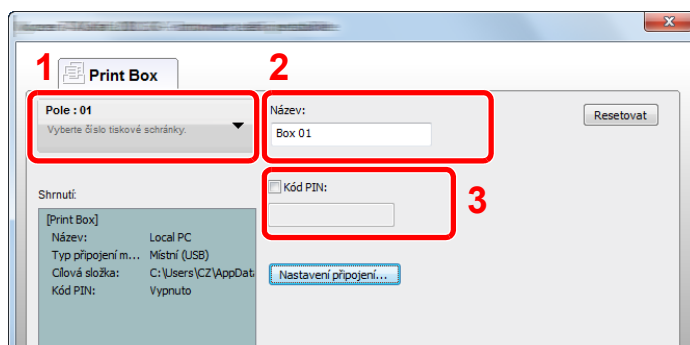 1
Print Box
2
Pole : 01
Vyberte číslo tiskové schránky.
Název:
Box 01
Resetovat
Kód PIN:
3
Shrnutí:
[Print Box]
Název: Local PC
Typ připojení m... Místní (USB)
Cílová složka: C:\Users\CZ\AppDat
Kód PIN: Vypnuto
Nastavení připojení...